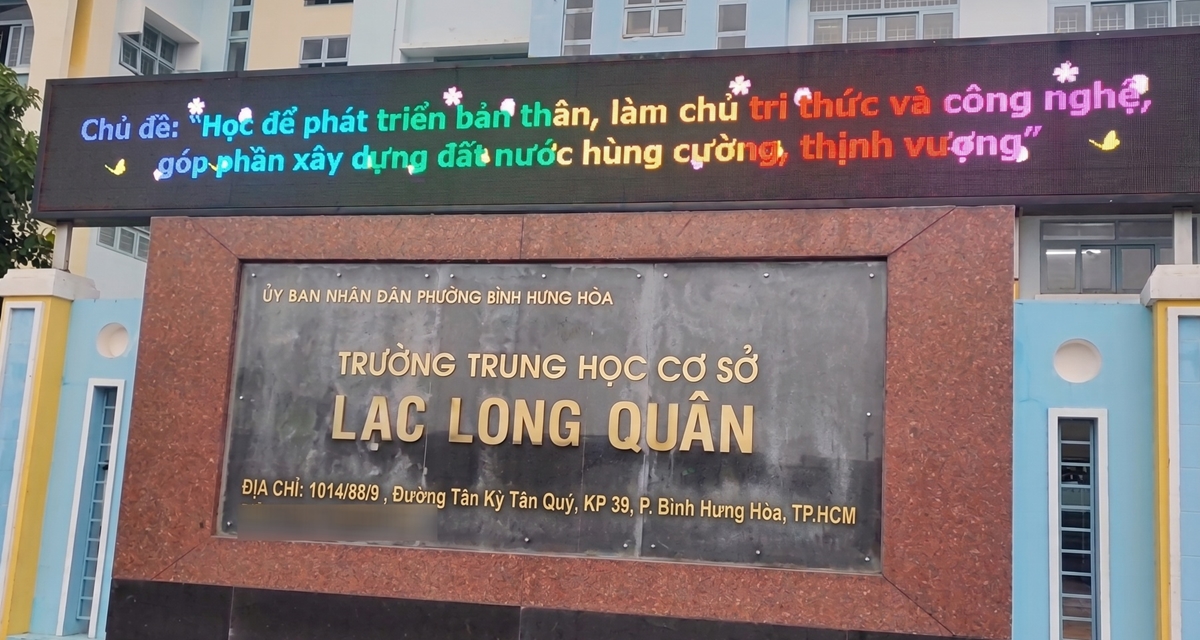 Chủ đề: "Học để phát triển bản thân, làm chủ tri thức và công nghệ,
góp phần xây dựng đất nước hùng cường, thịnh vượng"
ỦY BAN NHÂN DÂN PHƯỜNG BÌNH HƯNG HÒA
TRƯỜNG TRUNG HỌC CƠ SỞ
LẠC LONG QUÂN
ĐỊA CHỈ: 1014/88/9 , Đường Tân Kỳ Tân Quý, KP 39, P. Bình Hưng Hòa, TP.HCM